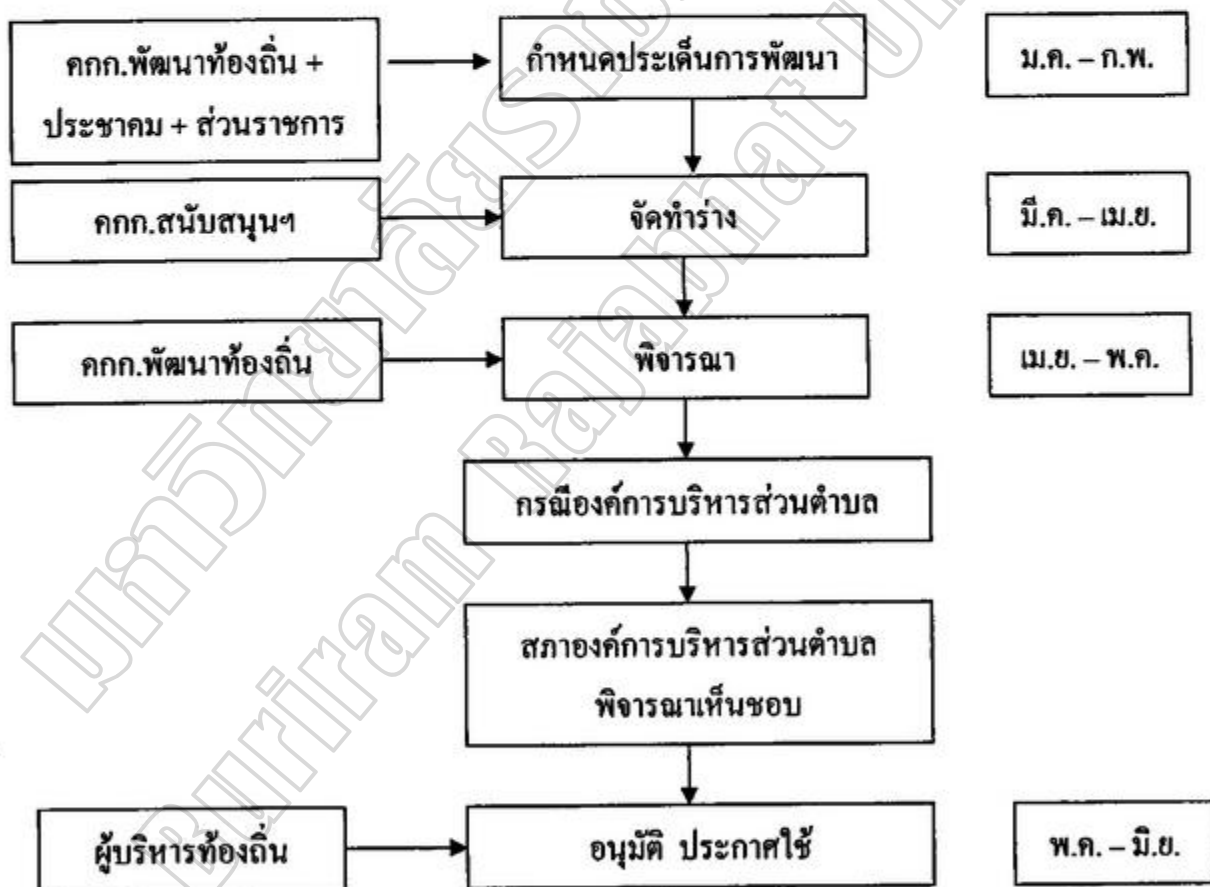 คกก.พัฒนาท้องถิ่น +
ประชาคม + ส่วนราชการ
กำหนดประเด็นการพัฒนา
ม.ค. – ก.พ.
คกก.สนับสนุนฯ
จัดทำร่าง
มี.ค. – เม.ย.
คกก.พัฒนาท้องถิ่น
พิจารณา
เม.ย. – พ.ค.
กรณีองค์การบริหารส่วนตำบล
สภาองค์การบริหารส่วนตำบล
พิจารณาเห็นชอบ
ผู้บริหารท้องถิ่น
อนุมัติ ประกาศใช้
พ.ค. – มิ.ย.
Buriram Rajabhat